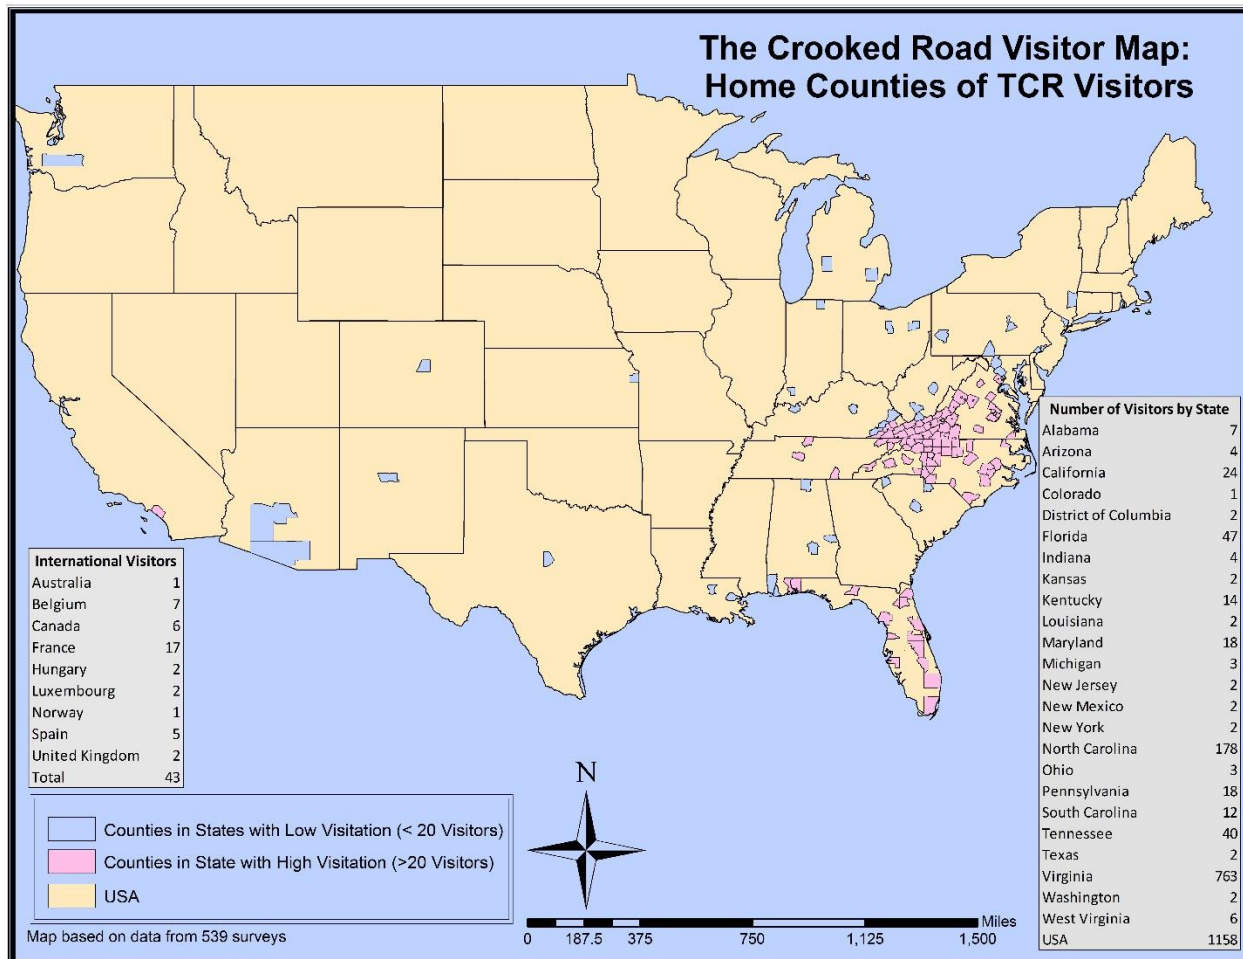 The Crooked Road Visitor Map:
Home Counties of TCR Visitors
Number of Visitors by State
Alabama 7
Arizona 4
California 24
Colorado 1
District of Columbia 2
Florida 47
Indiana 4
Kansas 2
Kentucky 14
Louisiana 2
Maryland 18
Michigan 3
New Jersey 2
New Mexico 2
New York 2
North Carolina 178
Ohio 3
Pennsylvania 18
South Carolina 12
Tennessee 40
Texas 2
Virginia 763
Washington 2
West Virginia 6
USA 1158
International Visitors
Australia 1
Belgium 7
Canada 6
France 17
Hungary 2
Luxembourg 2
Norway 1
Spain 5
United Kingdom 2
Total 43
N
Counties in States with Low Visitation (< 20 Visitors)
Counties in State with High Visitation (>20 Visitors)
USA
Map based on data from 539 surveys
Miles
0 187.5 375 750 1,125 1,500